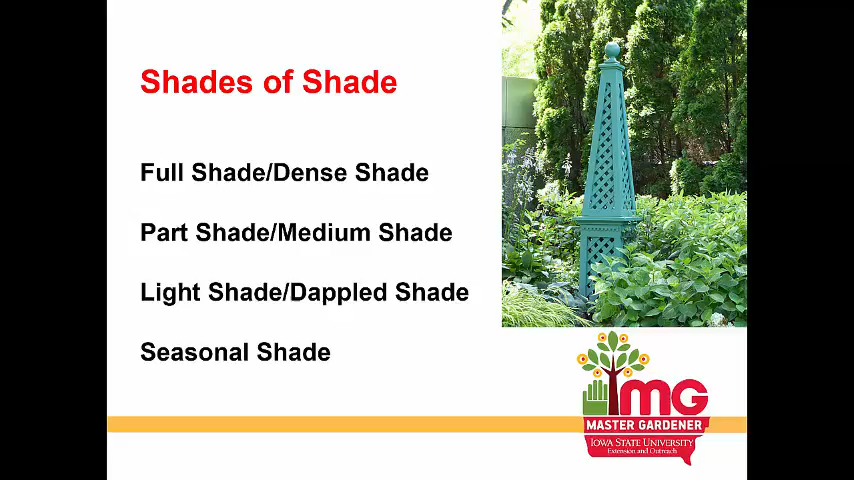 Shades of Shade
Full Shade/Dense Shade
Part Shade/Medium Shade
Light Shade/Dappled Shade
Seasonal Shade
mG
MASTER GARDENER
IOWA STATE UNIVERSITY
Extension and Outreach